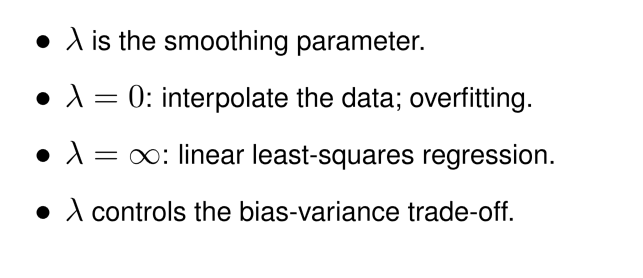 • λ is the smoothing parameter.
• λ = 0: interpolate the data; overfitting.
• λ = ∞: linear least-squares regression.
• λ controls the bias-variance trade-off.